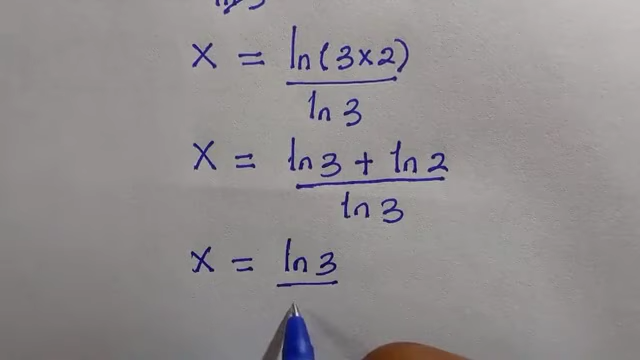 x = ln(3×2)
ln 3
x = ln 3 + ln 2
ln 3
x = ln 3